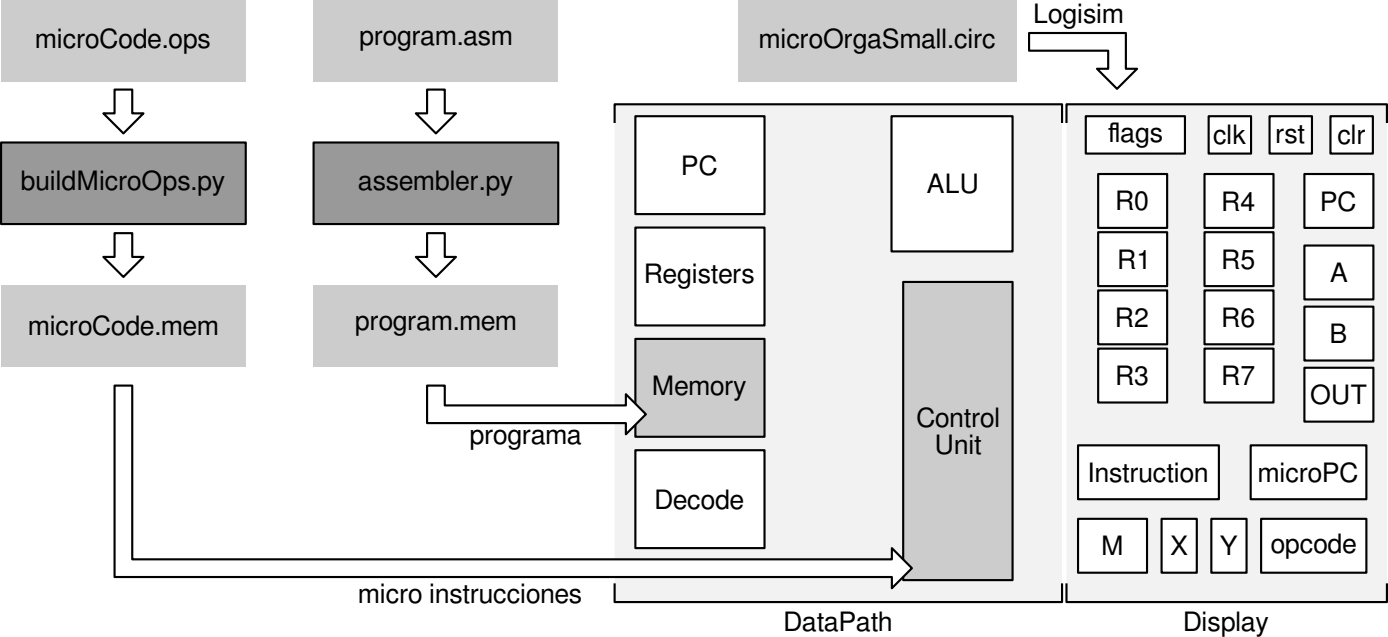 microCode.ops
program.asm
microOrgaSmall.circ
Logisim
buildMicroOps.py
assembler.py
microCode.mem
program.mem
programa
micro instrucciones
PC
Registers
Memory
Decode
ALU
Control
Unit
DataPath
flags
clk
rst
clr
R0
R4
PC
R1
R5
A
R2
R6
B
R3
R7
OUT
Instruction
microPC
M
X
Y
opcode
Display